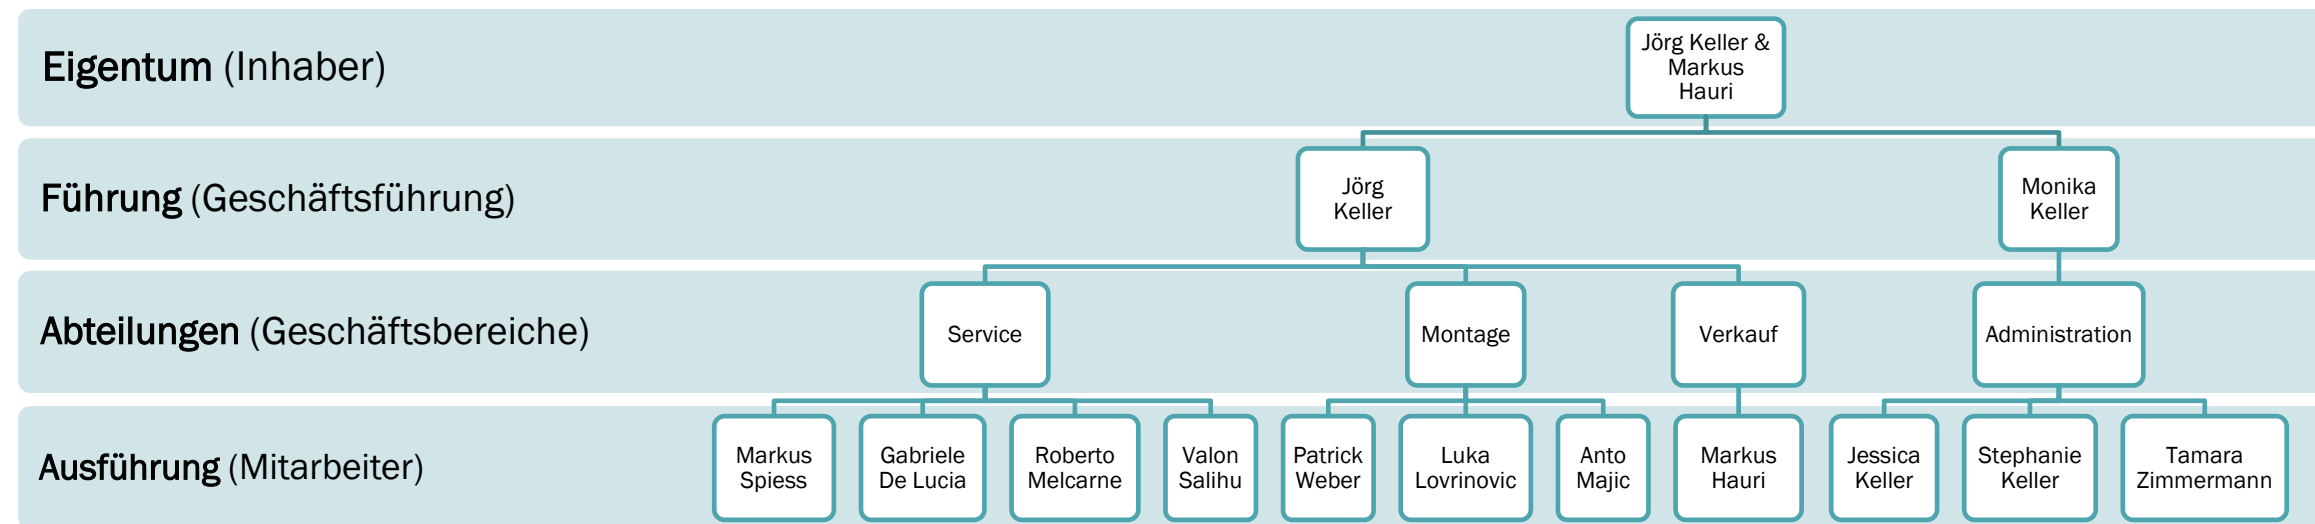 Eigentum (Inhaber)
Jörg Keller &
Markus
Hauri
Führung (Geschäftsführung)
Jörg
Keller
Monika
Keller
Abteilungen (Geschäftsbereiche)
Service
Montage
Verkauf
Administration
Ausführung (Mitarbeiter)
Markus
Spiess
Gabriele
De Lucia
Roberto
Melcarne
Valon
Salihu
Patrick
Weber
Luka
Lovrinovic
Anto
Majic
Markus
Hauri
Jessica
Keller
Stephanie
Keller
Tamara
Zimmermann